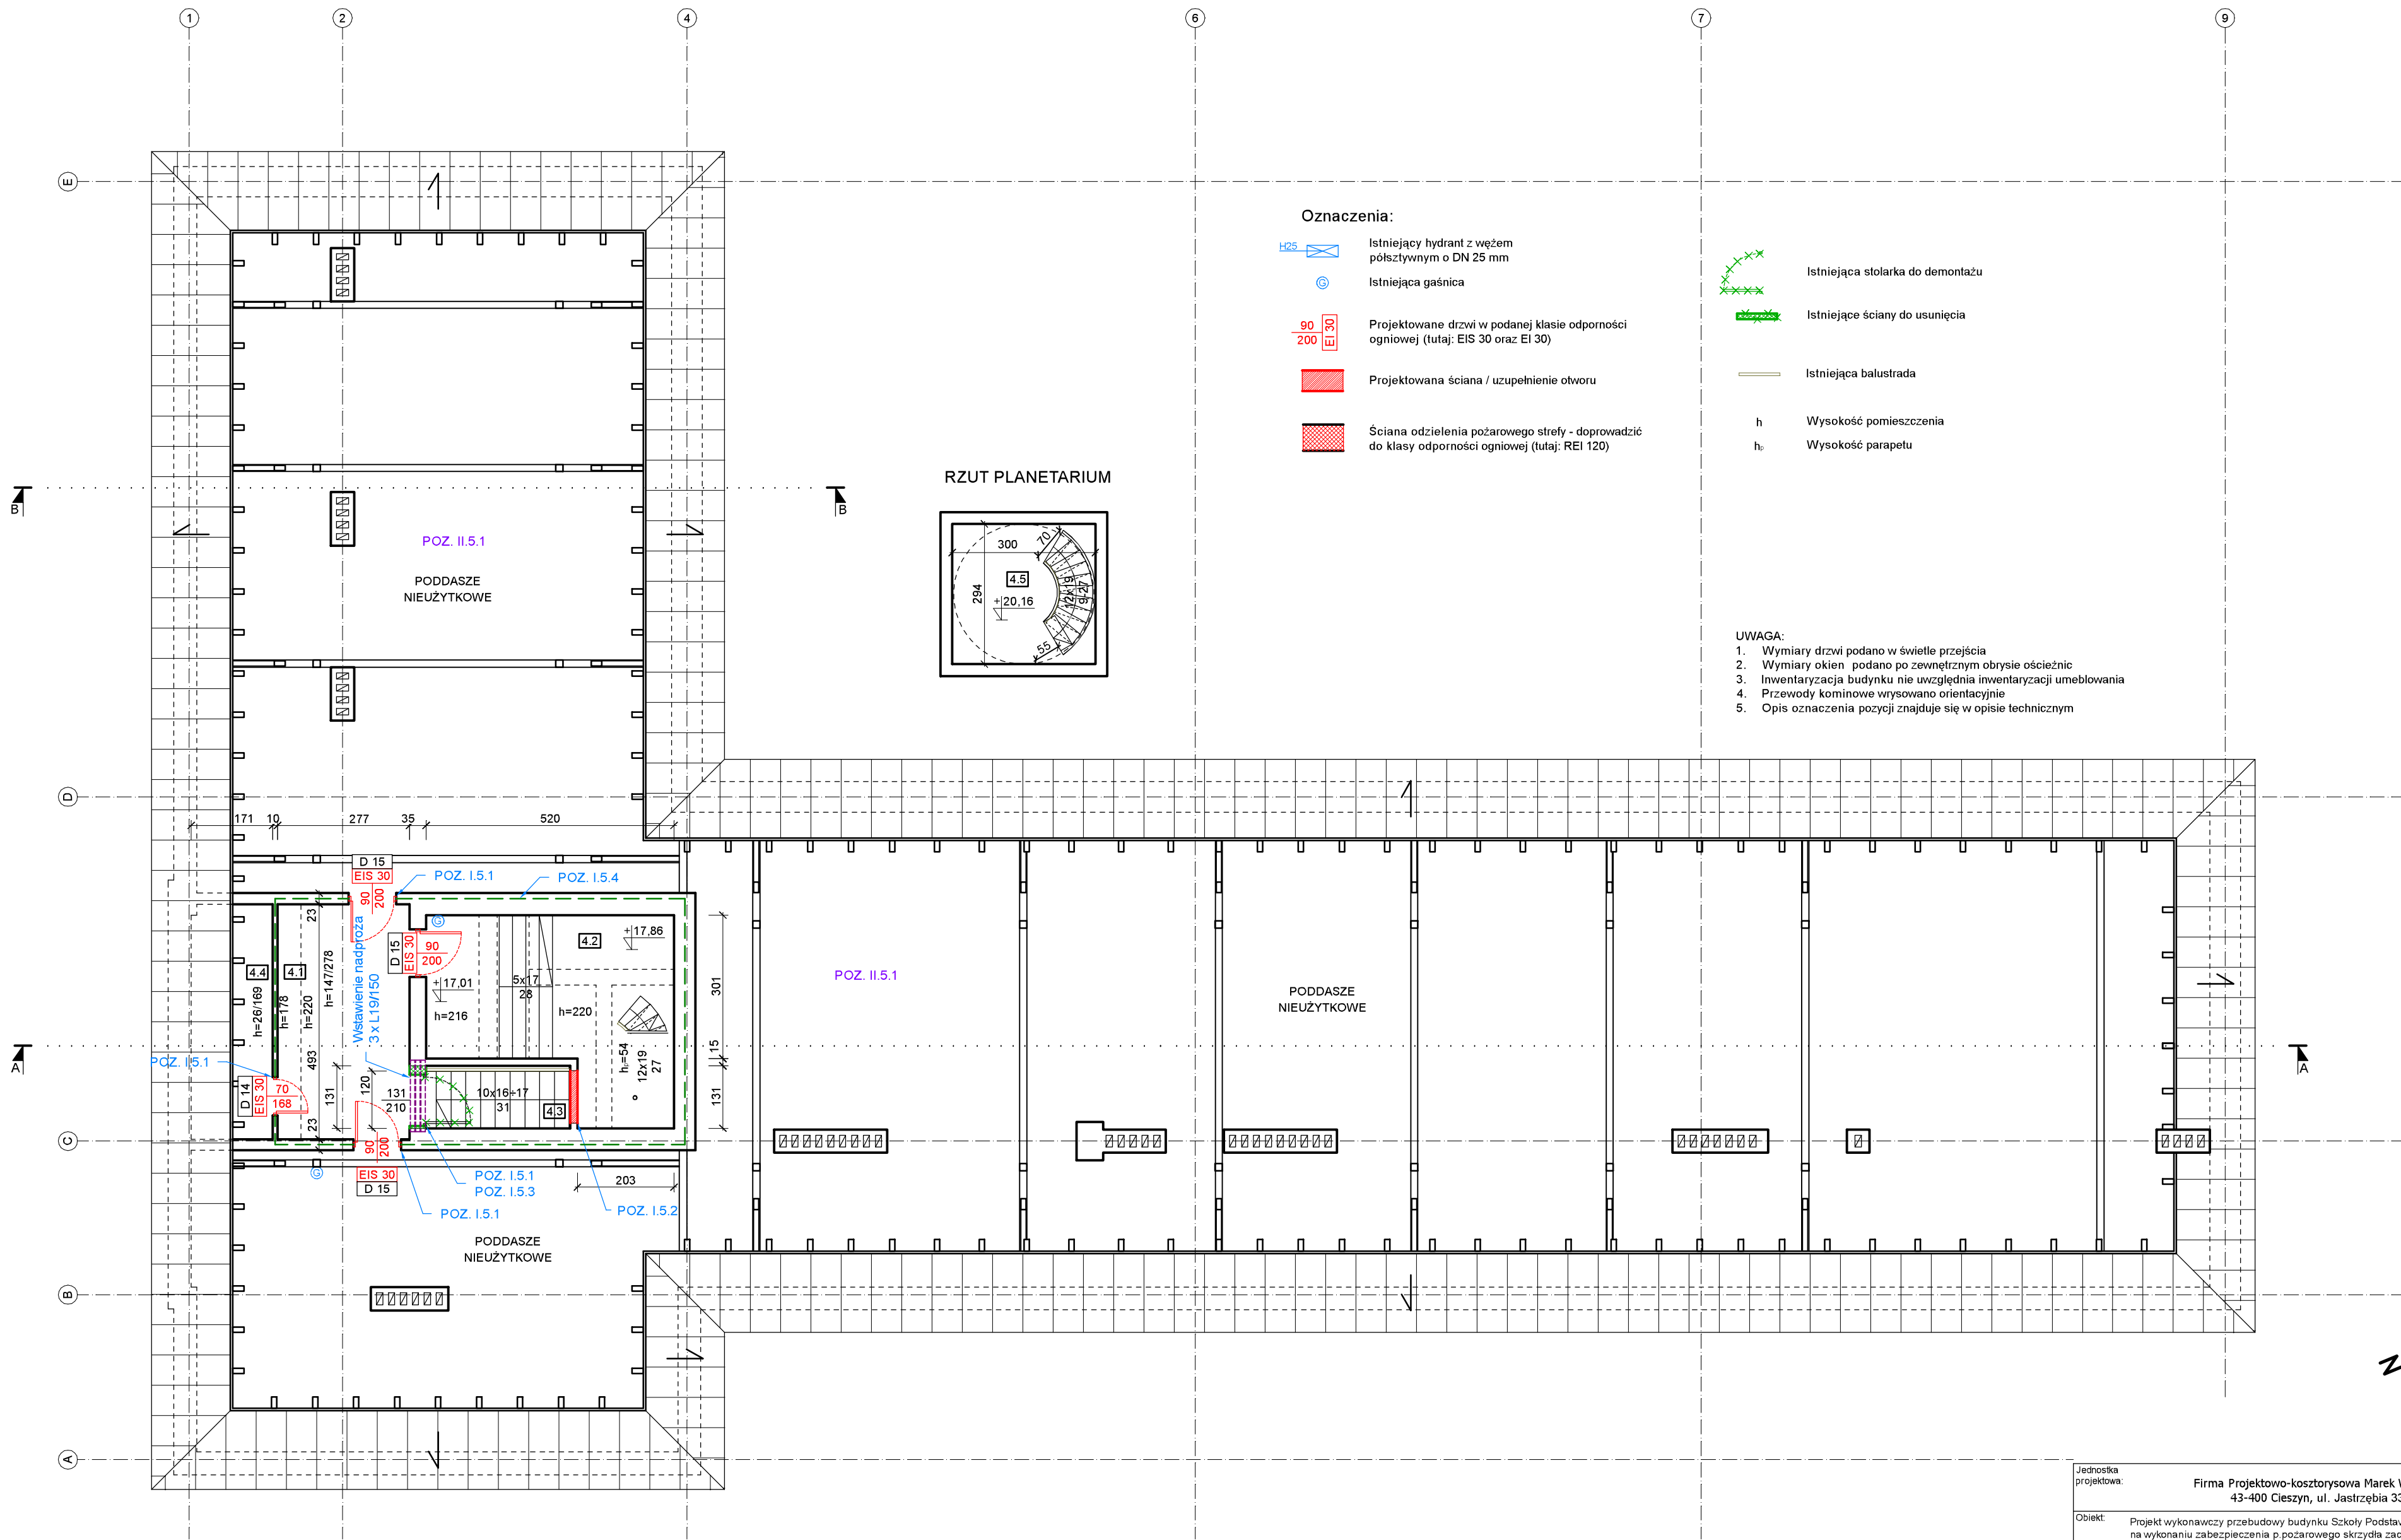 1
2
4
6
7
9
E
D
C
B
A
Oznaczenia:
H25
Istniejący hydrant z wężem
półsztywnym o DN 25 mm
G
Istniejąca gaśnica
90
200
EI 30
Projektowane drzwi w podanej klasie odporności
ogniowej (tutaj: EIS 30 oraz EI 30)
Projektowana ściana / uzupełnienie otworu
Ściana odzielenia pożarowego strefy - doprowadzić
do klasy odporności ogniowej (tutaj: REI 120)
Istniejąca stolarka do demontażu
Istniejące ściany do usunięcia
Istniejąca balustrada
h
Wysokość pomieszczenia
hp
Wysokość parapetu
RZUT PLANETARIUM
300
70
4.5
294
+20,16
12x19
9-27
55
B
B
POZ. II.5.1
PODDASZE
NIEUŻYTKOWE
UWAGA:
1. Wymiary drzwi podano w świetle przejścia
2. Wymiary okien podano po zewnętrznym obrysie ościeżnic
3. Inwentaryzacja budynku nie uwzględnia inwentaryzacji umeblowania
4. Przewody kominowe wrysowano orientacyjnie
5. Opis oznaczenia pozycji znajduje się w opisie technicznym
171
10
277
35
520
D 15
EIS 30
90
200
POZ. I.5.1
POZ. I.5.4
23
G
Wstawienie nadproża
3 x L19/150
D 15
EIS 30
90
200
4.2
+17,86
4.4
4.1
h=26/169
h=178
h=220
h=147/278
+17,01
h=216
5x17
28
h=220
301
POZ. II.5.1
PODDASZE
NIEUŻYTKOWE
A
A
POZ. I.5.1
493
15
hp=54
12x19
27
D 14
EIS 30
70
168
131
120
131
210
10x16÷17
31
4.3
131
23
90
200
G
EIS 30
D 15
POZ. I.5.1
POZ. I.5.3
203
POZ. I.5.1
POZ. I.5.2
PODDASZE
NIEUŻYTKOWE
N
Jednostka
projektowa:
Firma Projektowo-kosztorysowa Marek
43-400 Cieszyn, ul. Jastrzębia 33
Obiekt:
Projekt wykonawczy przebudowy budynku Szkoły
na wykonaniu zabezpieczenia p.pożarowego skrzydła